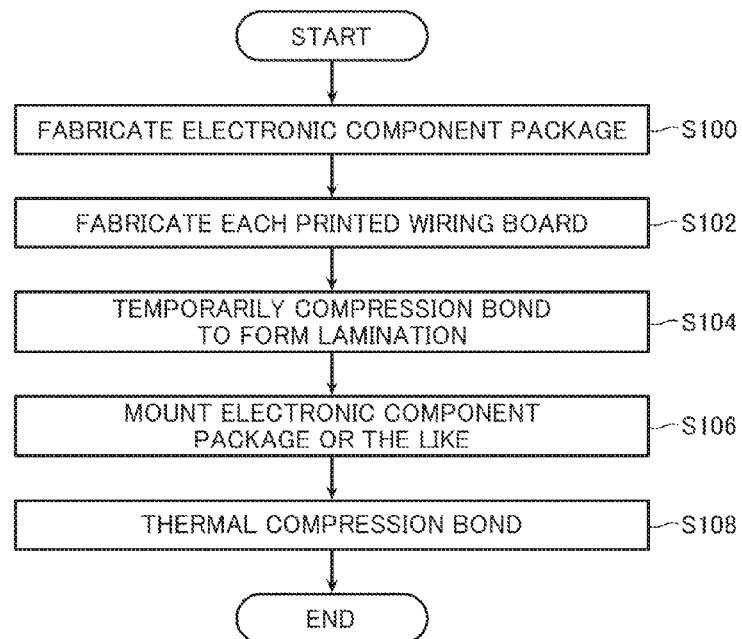 START
FABRICATE ELECTRONIC COMPONENT PACKAGE S100
FABRICATE EACH PRINTED WIRING BOARD S102
TEMPORARILY COMPRESSION BOND
TO FORM LAMINATION S104
MOUNT ELECTRONIC COMPONENT
PACKAGE OR THE LIKE S106
THERMAL COMPRESSION BOND S108
END